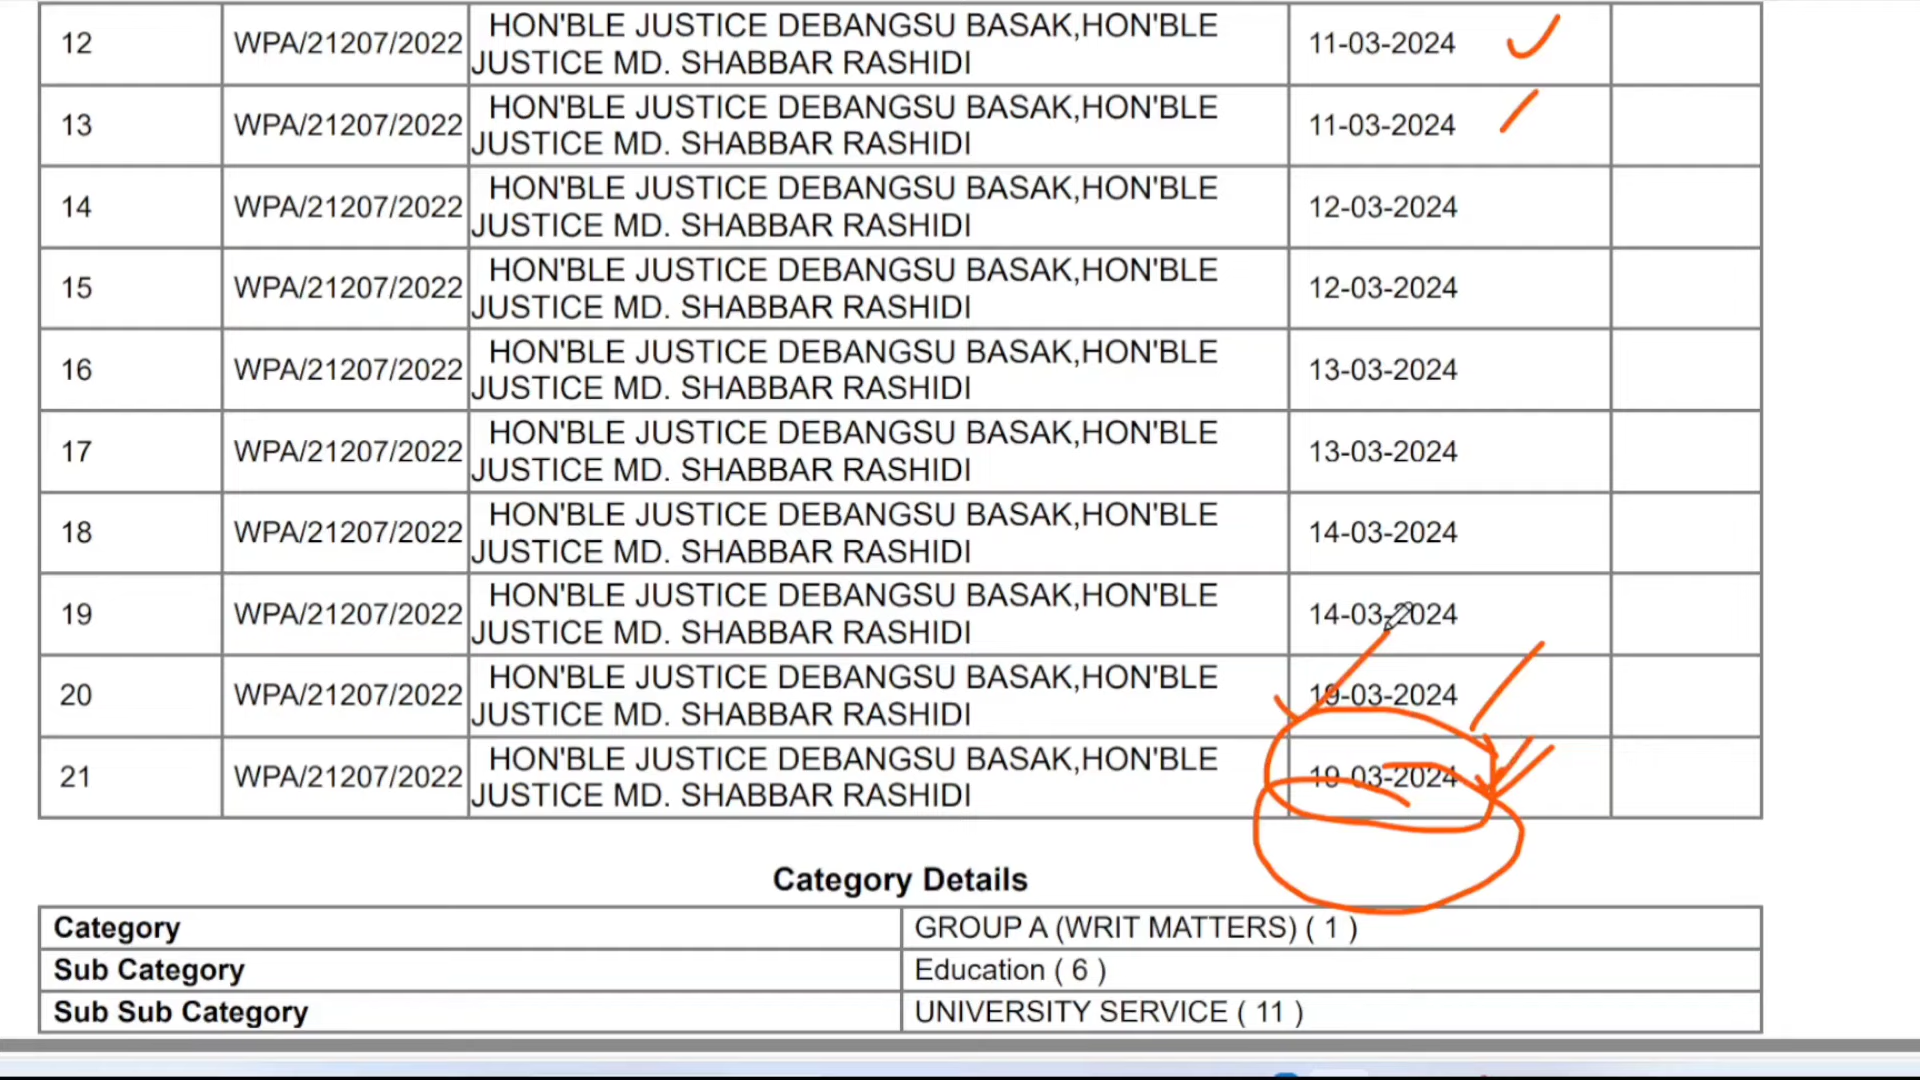 12 WPA/21207/2022 HON'BLE JUSTICE DEBANGSU BASAK,HON'BLE 11-03-2024
JUSTICE MD. SHABBAR RASHIDI
13 WPA/21207/2022 HON'BLE JUSTICE DEBANGSU BASAK,HON'BLE 11-03-2024
JUSTICE MD. SHABBAR RASHIDI
14 WPA/21207/2022 HON'BLE JUSTICE DEBANGSU BASAK,HON'BLE 12-03-2024
JUSTICE MD. SHABBAR RASHIDI
15 WPA/21207/2022 HON'BLE JUSTICE DEBANGSU BASAK,HON'BLE 12-03-2024
JUSTICE MD. SHABBAR RASHIDI
16 WPA/21207/2022 HON'BLE JUSTICE DEBANGSU BASAK,HON'BLE 13-03-2024
JUSTICE MD. SHABBAR RASHIDI
17 WPA/21207/2022 HON'BLE JUSTICE DEBANGSU BASAK,HON'BLE 13-03-2024
JUSTICE MD. SHABBAR RASHIDI
18 WPA/21207/2022 HON'BLE JUSTICE DEBANGSU BASAK,HON'BLE 14-03-2024
JUSTICE MD. SHABBAR RASHIDI
19 WPA/21207/2022 HON'BLE JUSTICE DEBANGSU BASAK,HON'BLE 14-03-2024
JUSTICE MD. SHABBAR RASHIDI
20 WPA/21207/2022 HON'BLE JUSTICE DEBANGSU BASAK,HON'BLE 19-03-2024
JUSTICE MD. SHABBAR RASHIDI
21 WPA/21207/2022 HON'BLE JUSTICE DEBANGSU BASAK,HON'BLE 19-03-2024
JUSTICE MD. SHABBAR RASHIDI
Category Details
Category GROUP A (WRIT MATTERS) ( 1 )
Sub Category Education ( 6 )
Sub Sub Category UNIVERSITY SERVICE ( 11 )